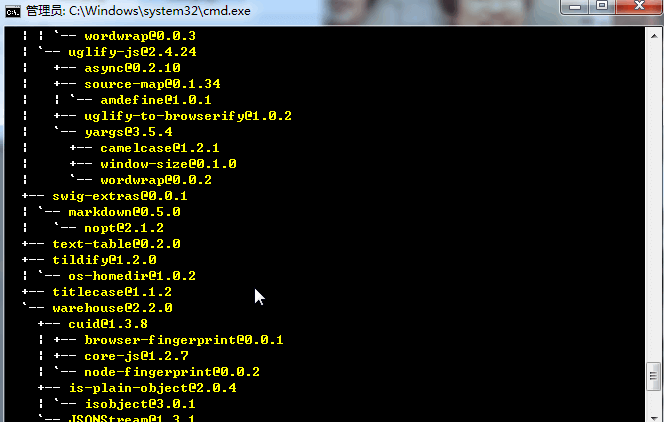 管理员: C:\Windows\system32\cmd.exe
¦ ¦ `-- wordwrap@0.0.3
¦ `-- uglify-js@2.4.24
¦   +-- async@0.2.10
¦   +-- source-map@0.1.34
¦   ¦ `-- amdefine@1.0.1
¦   +-- uglify-to-browserify@1.0.2
¦   `-- yargs@3.5.4
¦     +-- camelcase@1.2.1
¦     +-- window-size@0.1.0
¦     `-- wordwrap@0.0.2
+-- swig-extras@0.0.1
¦ `-- markdown@0.5.0
¦   `-- nopt@2.1.2
+-- text-table@0.2.0
+-- tildify@1.2.0
¦ `-- os-homedir@1.0.2
+-- titlecase@1.1.2
`-- warehouse@2.2.0
  +-- cuid@1.3.8
  ¦ +-- browser-fingerprint@0.0.1
  ¦ +-- core-js@1.2.7
  ¦ `-- node-fingerprint@0.0.2
  +-- is-plain-object@2.0.4
  ¦ `-- isobject@3.0.1
  `-- JSONStream@1.3.1